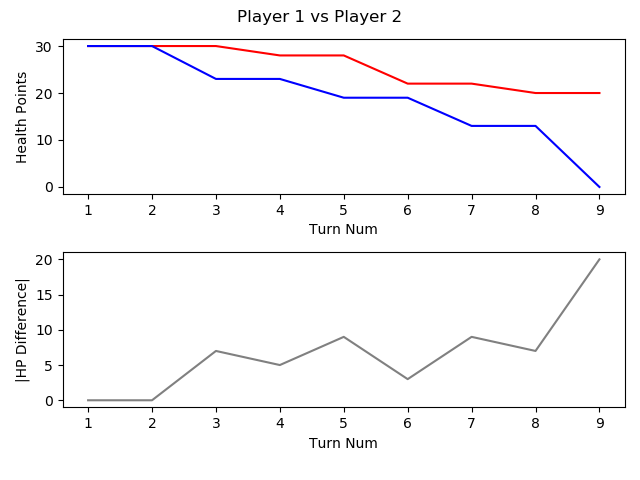 Player 1 vs Player 2
30
20
10
0
Health Points
1 2 3 4 5 6 7 8 9
Turn Num
20
15
10
5
0
|HP Difference|
1 2 3 4 5 6 7 8 9
Turn Num